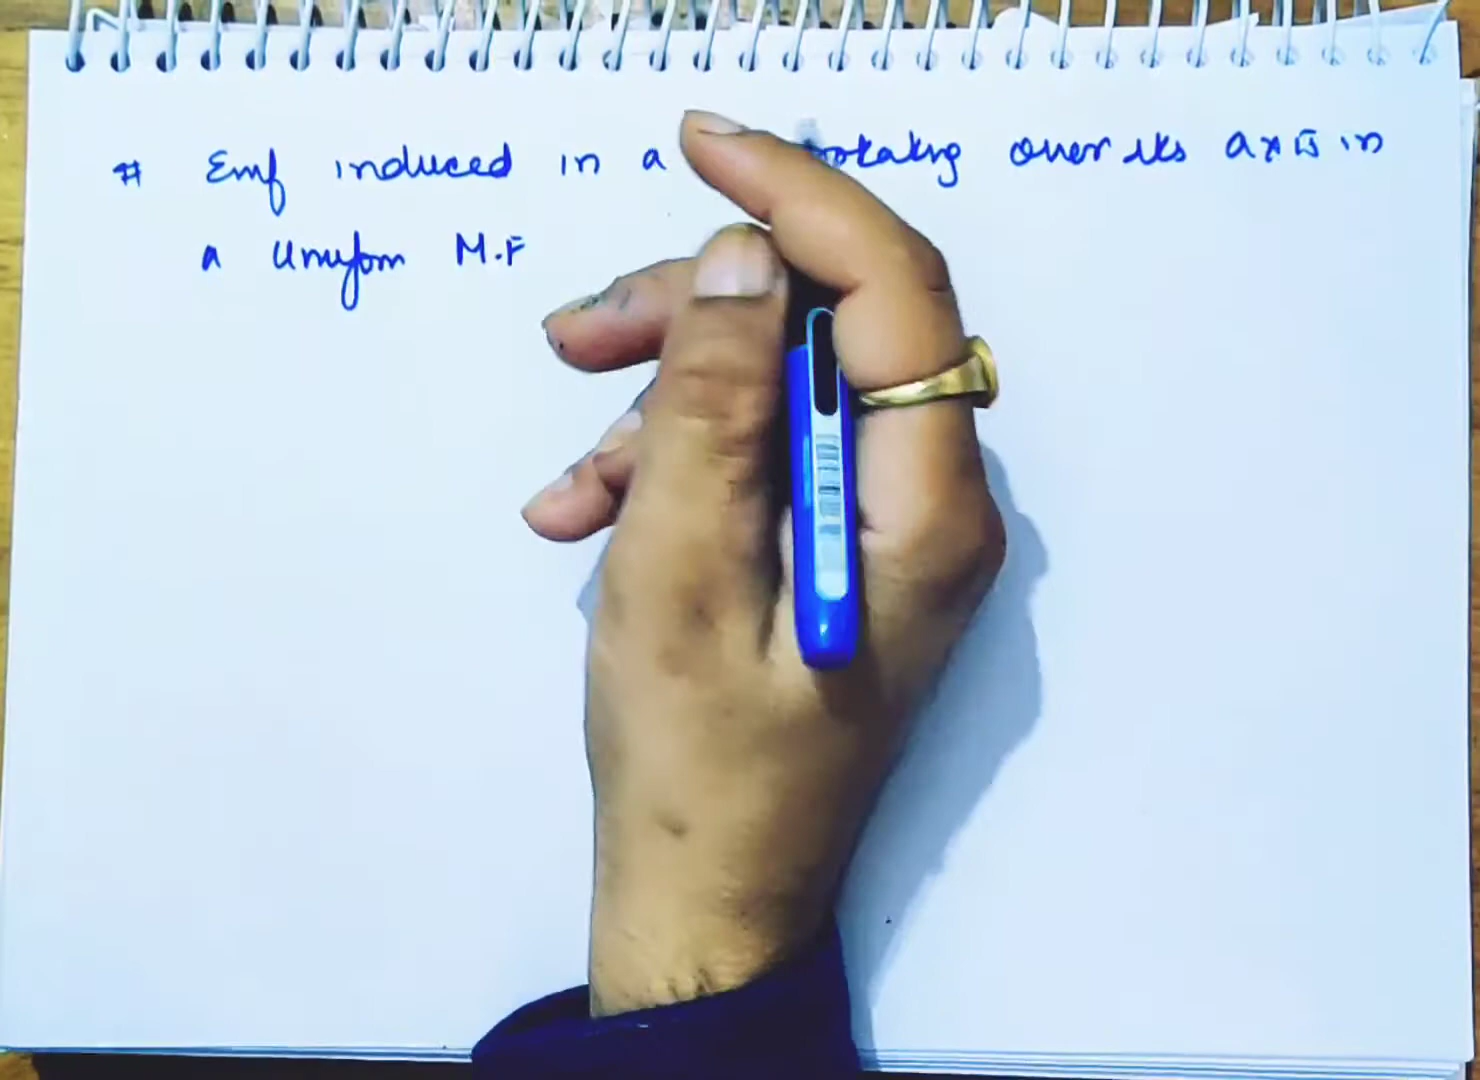 # Emf induced in a rotating over its axis in
a Uniform M.F